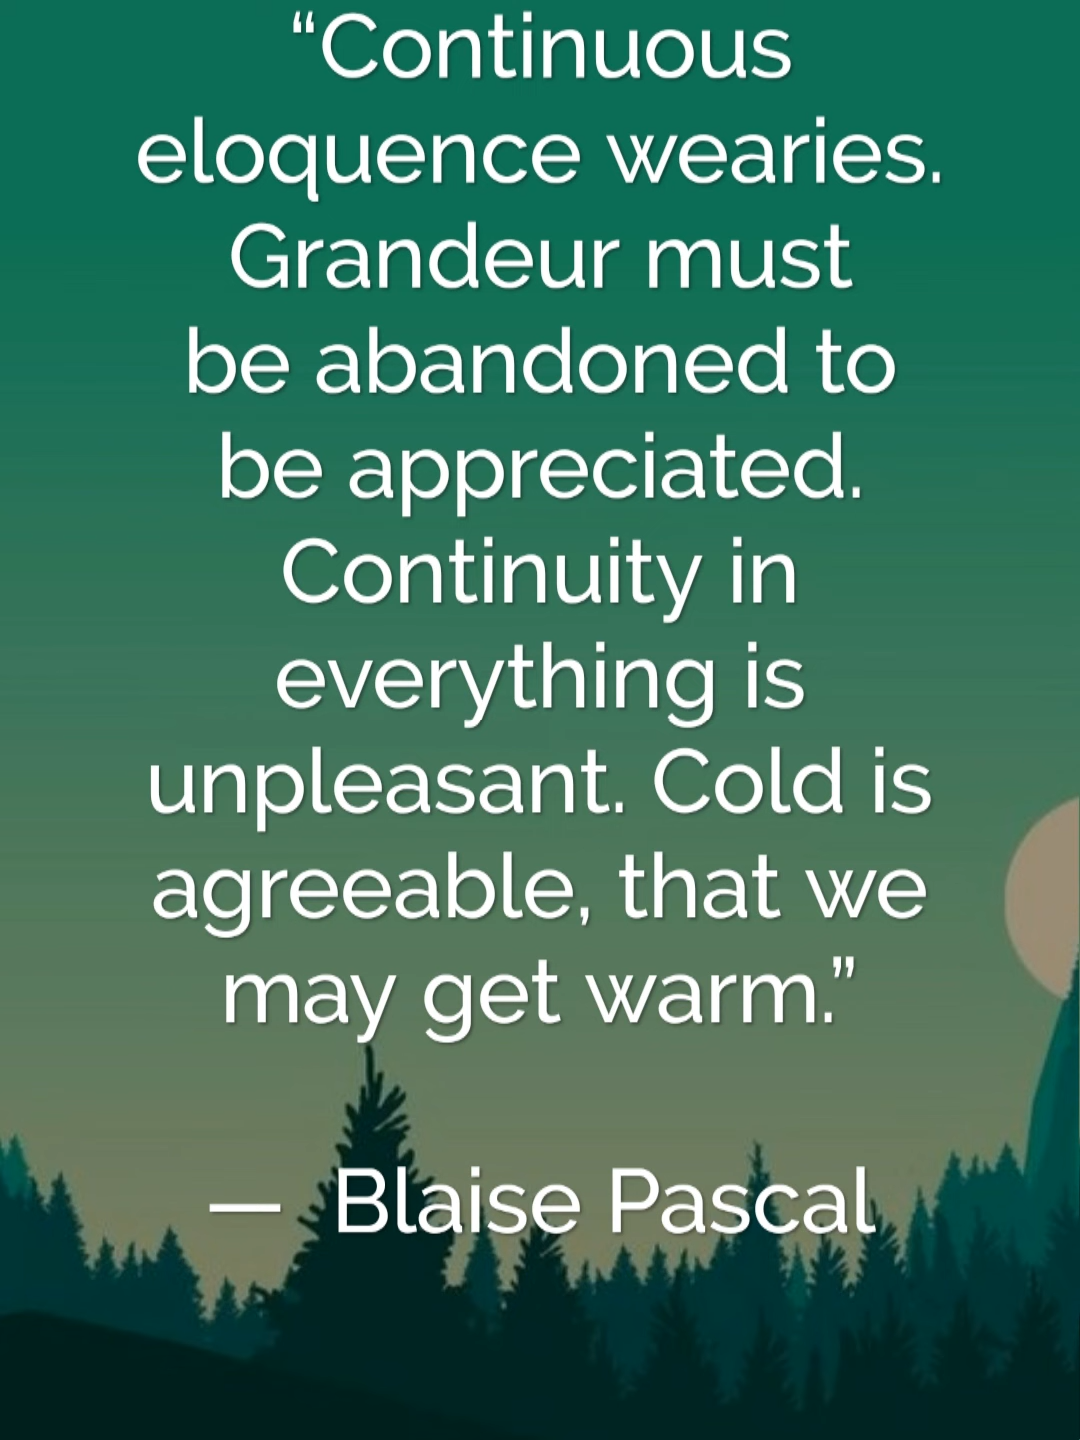 “Continuous
eloquence wearies.
Grandeur must
be abandoned to
be appreciated.
Continuity in
everything is
unpleasant. Cold is
agreeable, that we
may get warm.”
— Blaise Pascal